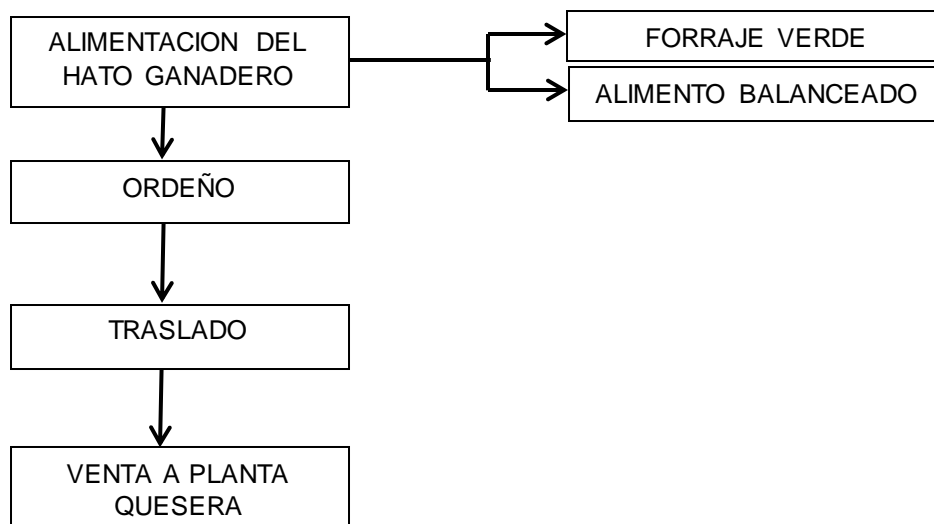 ALIMENTACION DEL
HATO GANADERO
FORRAJE VERDE
ALIMENTO BALANCEADO
ORDEÑO
TRASLADO
VENTA A PLANTA
QUESERA